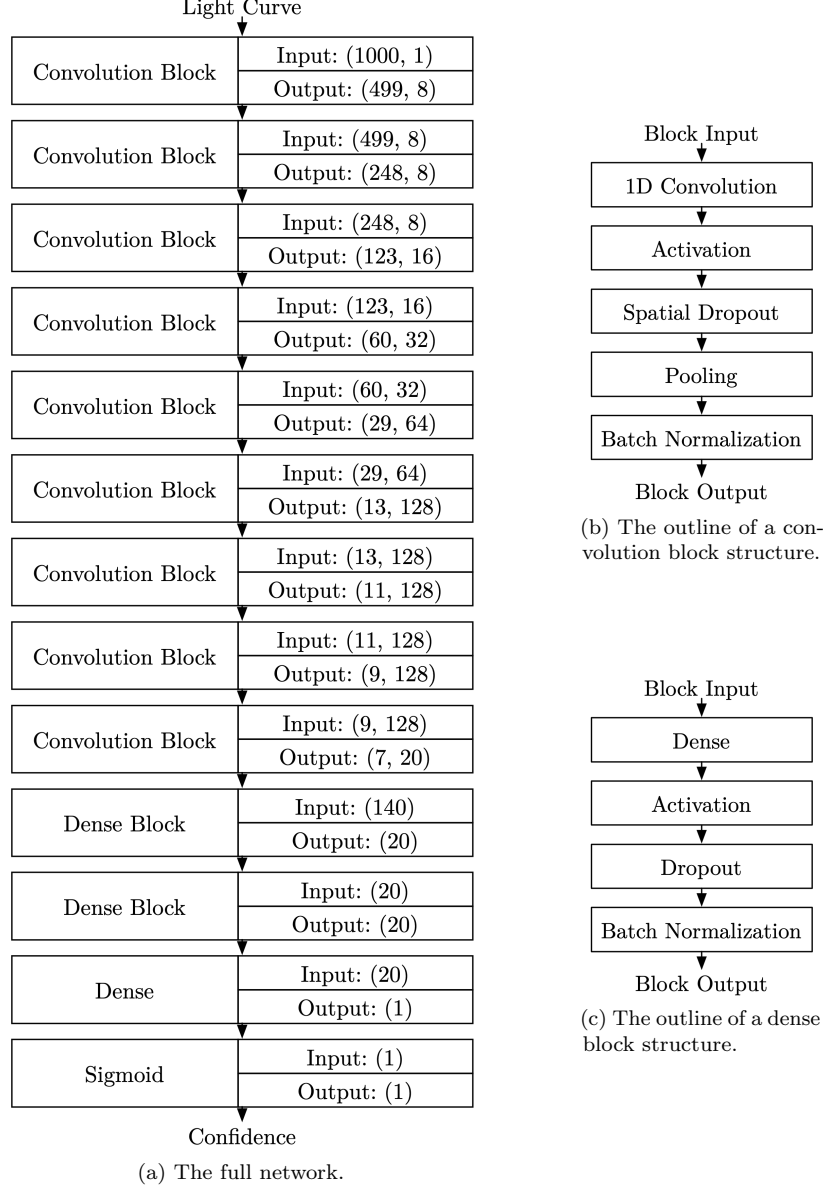 Light Curve
Convolution Block
Input: (1000, 1)
Output: (499, 8)
Convolution Block
Input: (499, 8)
Output: (248, 8)
Convolution Block
Input: (248, 8)
Output: (123, 16)
Convolution Block
Input: (123, 16)
Output: (60, 32)
Convolution Block
Input: (60, 32)
Output: (29, 64)
Convolution Block
Input: (29, 64)
Output: (13, 128)
Convolution Block
Input: (13, 128)
Output: (11, 128)
Convolution Block
Input: (11, 128)
Output: (9, 128)
Convolution Block
Input: (9, 128)
Output: (7, 20)
Dense Block
Input: (140)
Output: (20)
Dense Block
Input: (20)
Output: (20)
Dense
Input: (20)
Output: (1)
Sigmoid
Input: (1)
Output: (1)
Confidence
(a) The full network.
Block Input
1D Convolution
Activation
Spatial Dropout
Pooling
Batch Normalization
Block Output
(b) The outline of a con-
volution block structure.
Block Input
Dense
Activation
Dropout
Batch Normalization
Block Output
(c) The outline of a dense
block structure.